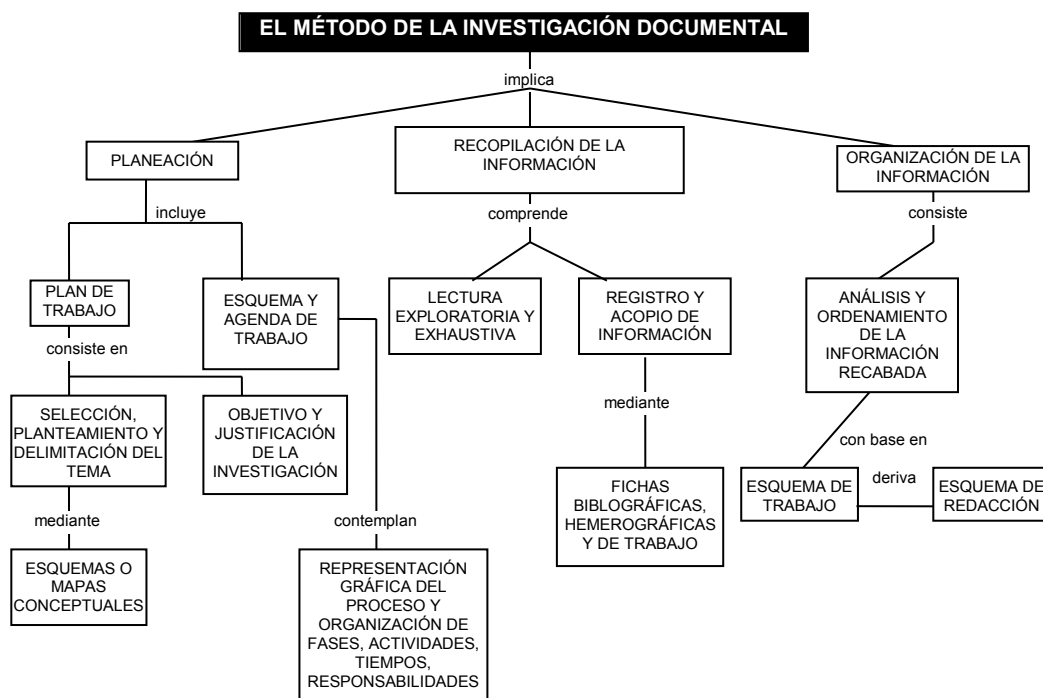 EL MÉTODO DE LA INVESTIGACIÓN DOCUMENTAL
implica
PLANEACIÓN
RECOPILACIÓN DE LA
INFORMACIÓN
ORGANIZACIÓN DE LA
INFORMACIÓN
incluye
comprende
consiste
PLAN DE
TRABAJO
ESQUEMA Y
AGENDA DE
TRABAJO
LECTURA
EXPLORATORIA Y
EXHAUSTIVA
REGISTRO Y
ACOPIO DE
INFORMACIÓN
ANÁLISIS Y
ORDENAMIENTO
DE LA
INFORMACIÓN
RECABADA
consiste en
SELECCIÓN,
PLANTEAMIENTO Y
DELIMITACIÓN DEL
TEMA
OBJETIVO Y
JUSTIFICACIÓN
DE LA
INVESTIGACIÓN
mediante
con base en
FICHAS
BIBLOGRÁFICAS,
HEMEROGRÁFICAS
Y DE TRABAJO
ESQUEMA DE
TRABAJO
deriva
ESQUEMA DE
REDACCIÓN
mediante
contemplan
ESQUEMAS O
MAPAS
CONCEPTUALES
REPRESENTACIÓN
GRÁFICA DEL
PROCESO Y
ORGANIZACIÓN DE
FASES, ACTIVIDADES,
TIEMPOS,
RESPONSABILIDADES